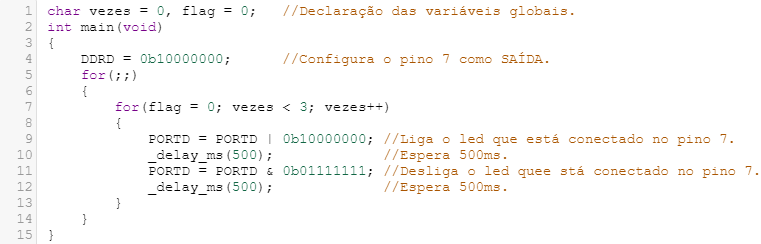 1 char vezes = 0, flag = 0;   //Declaração das variáveis globais.
2 int main(void)
3 {
4     DDRD = 0b10000000;      //Configura o pino 7 como SAÍDA.
5     for(;;)
6     {
7         for(flag = 0; vezes < 3; vezes++)
8         {
9             PORTD = PORTD | 0b10000000; //Liga o led que está conectado no pino 7.
10             _delay_ms(500);             //Espera 500ms.
11             PORTD = PORTD & 0b01111111; //Desliga o led quee stá conectado no pino 7.
12             _delay_ms(500);             //Espera 500ms.
13         }
14     }
15 }